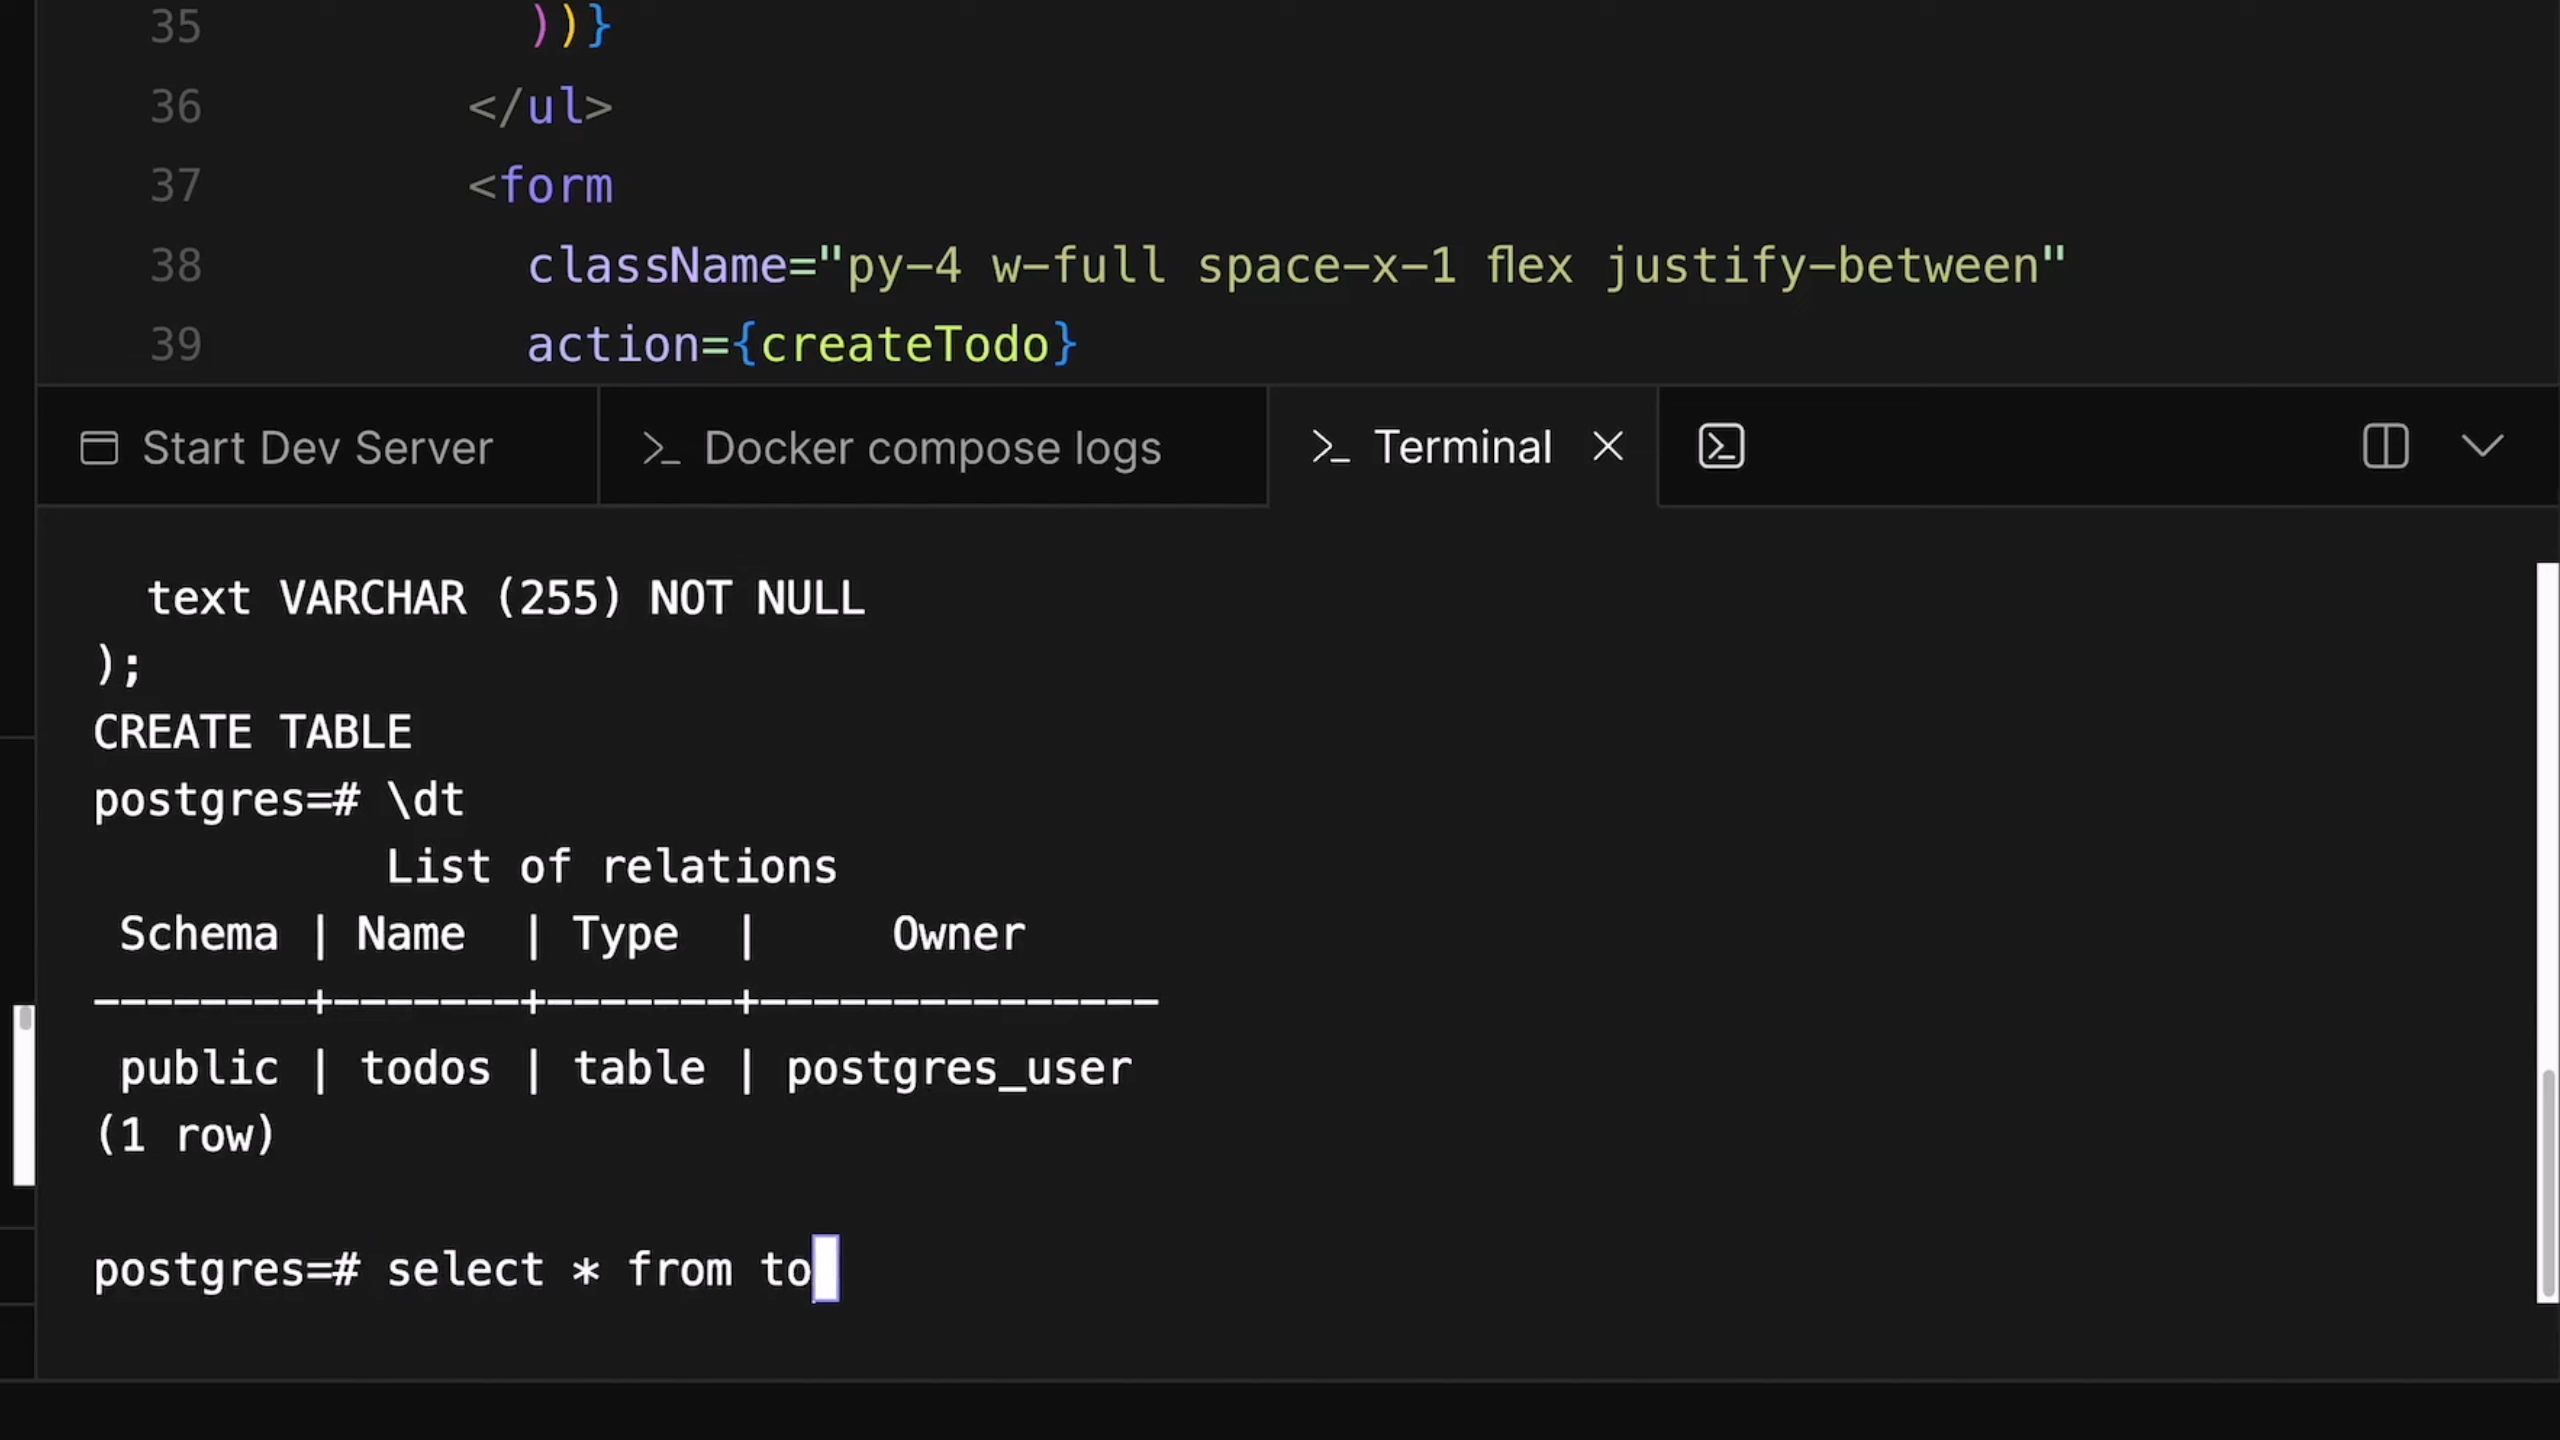 35 ))}
36 </ul>
37 <form
38 className="py-4 w-full space-x-1 flex justify-between"
39 action={createTodo}
Start Dev Server >_ Docker compose logs >_ Terminal
text VARCHAR (255) NOT NULL
);
CREATE TABLE
postgres=# \dt
List of relations
Schema | Name | Type | Owner
--------+-------+-------+---------------
public | todos | table | postgres_user
(1 row)
postgres=# select * from to